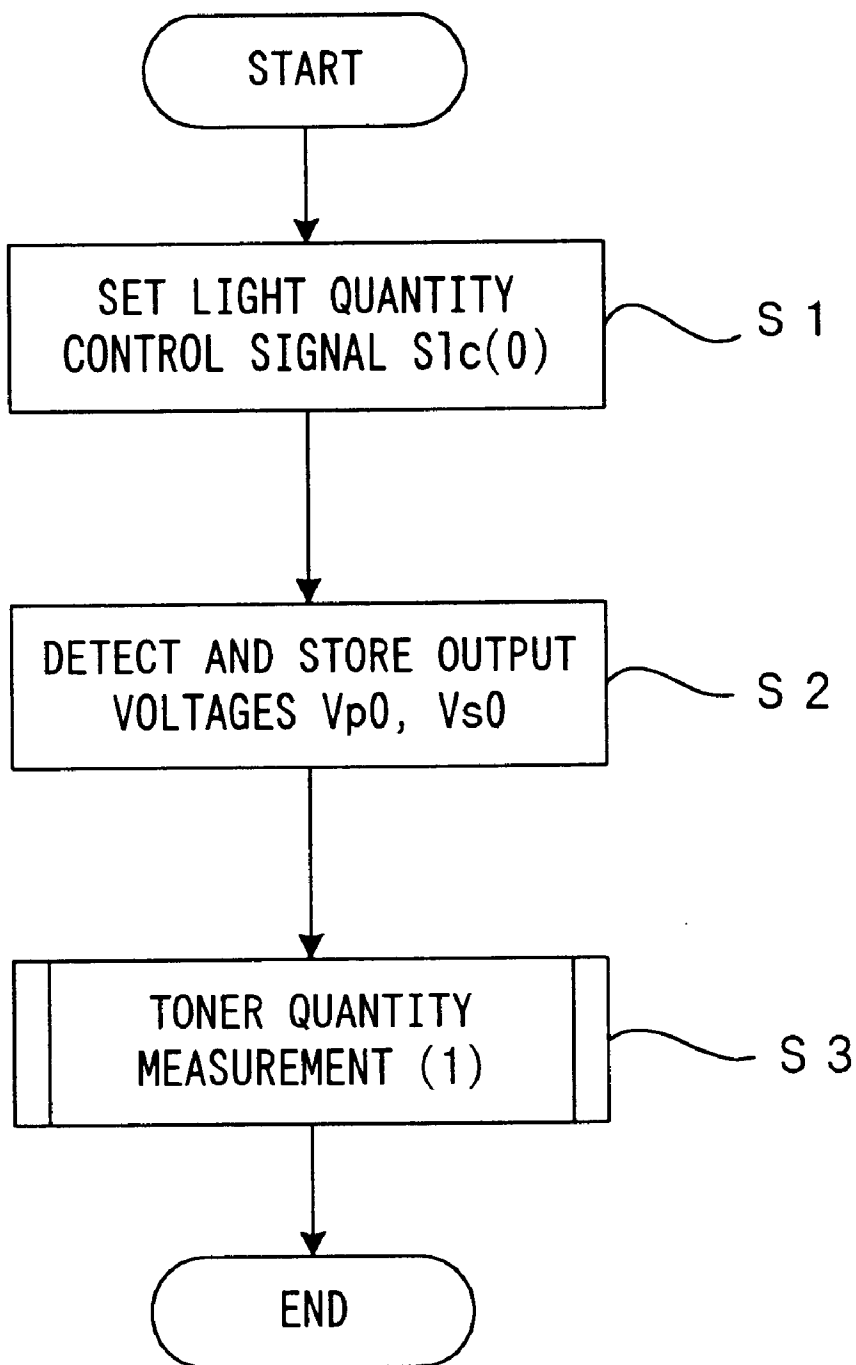 START
SET LIGHT QUANTITY
CONTROL SIGNAL Slc(0)
S 1
DETECT AND STORE OUTPUT
VOLTAGES Vp0, Vs0
S 2
TONER QUANTITY
MEASUREMENT (1)
S 3
END